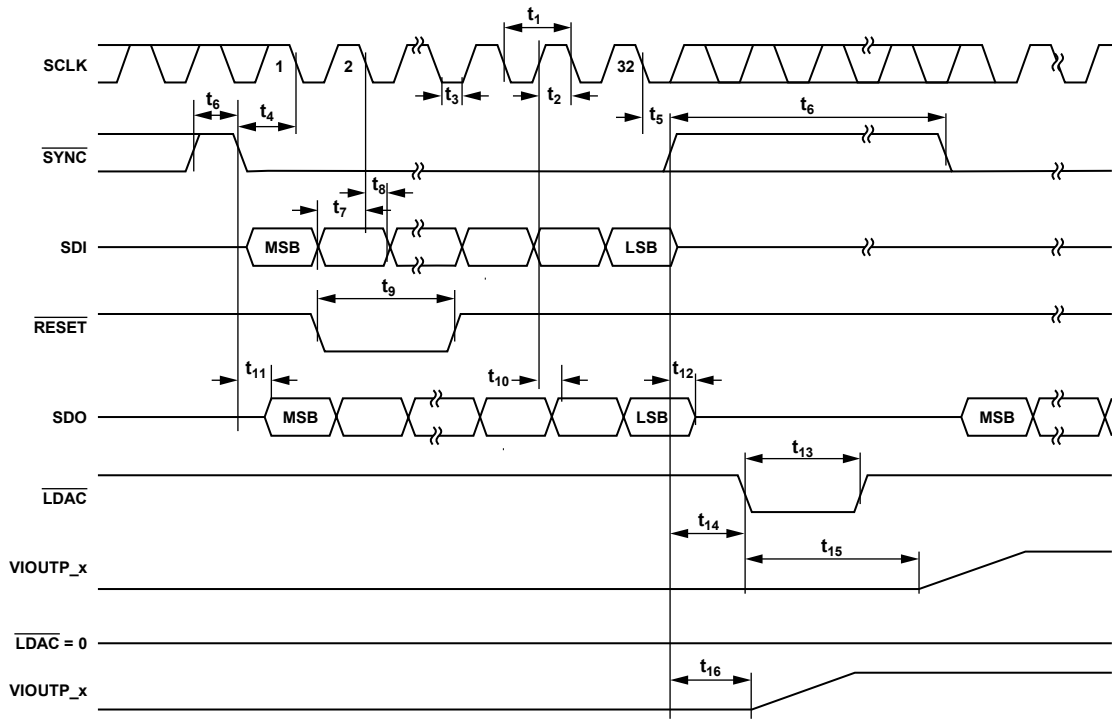 t1
SCLK
1
2
32
t3
t2
t6
t4
t5
t6
SYNC
t8
t7
SDI
MSB
LSB
t9
RESET
t11
t10
t12
SDO
MSB
LSB
MSB
t13
LDAC
t14
t15
VIOUTP_x
LDAC = 0
t16
VIOUTP_x